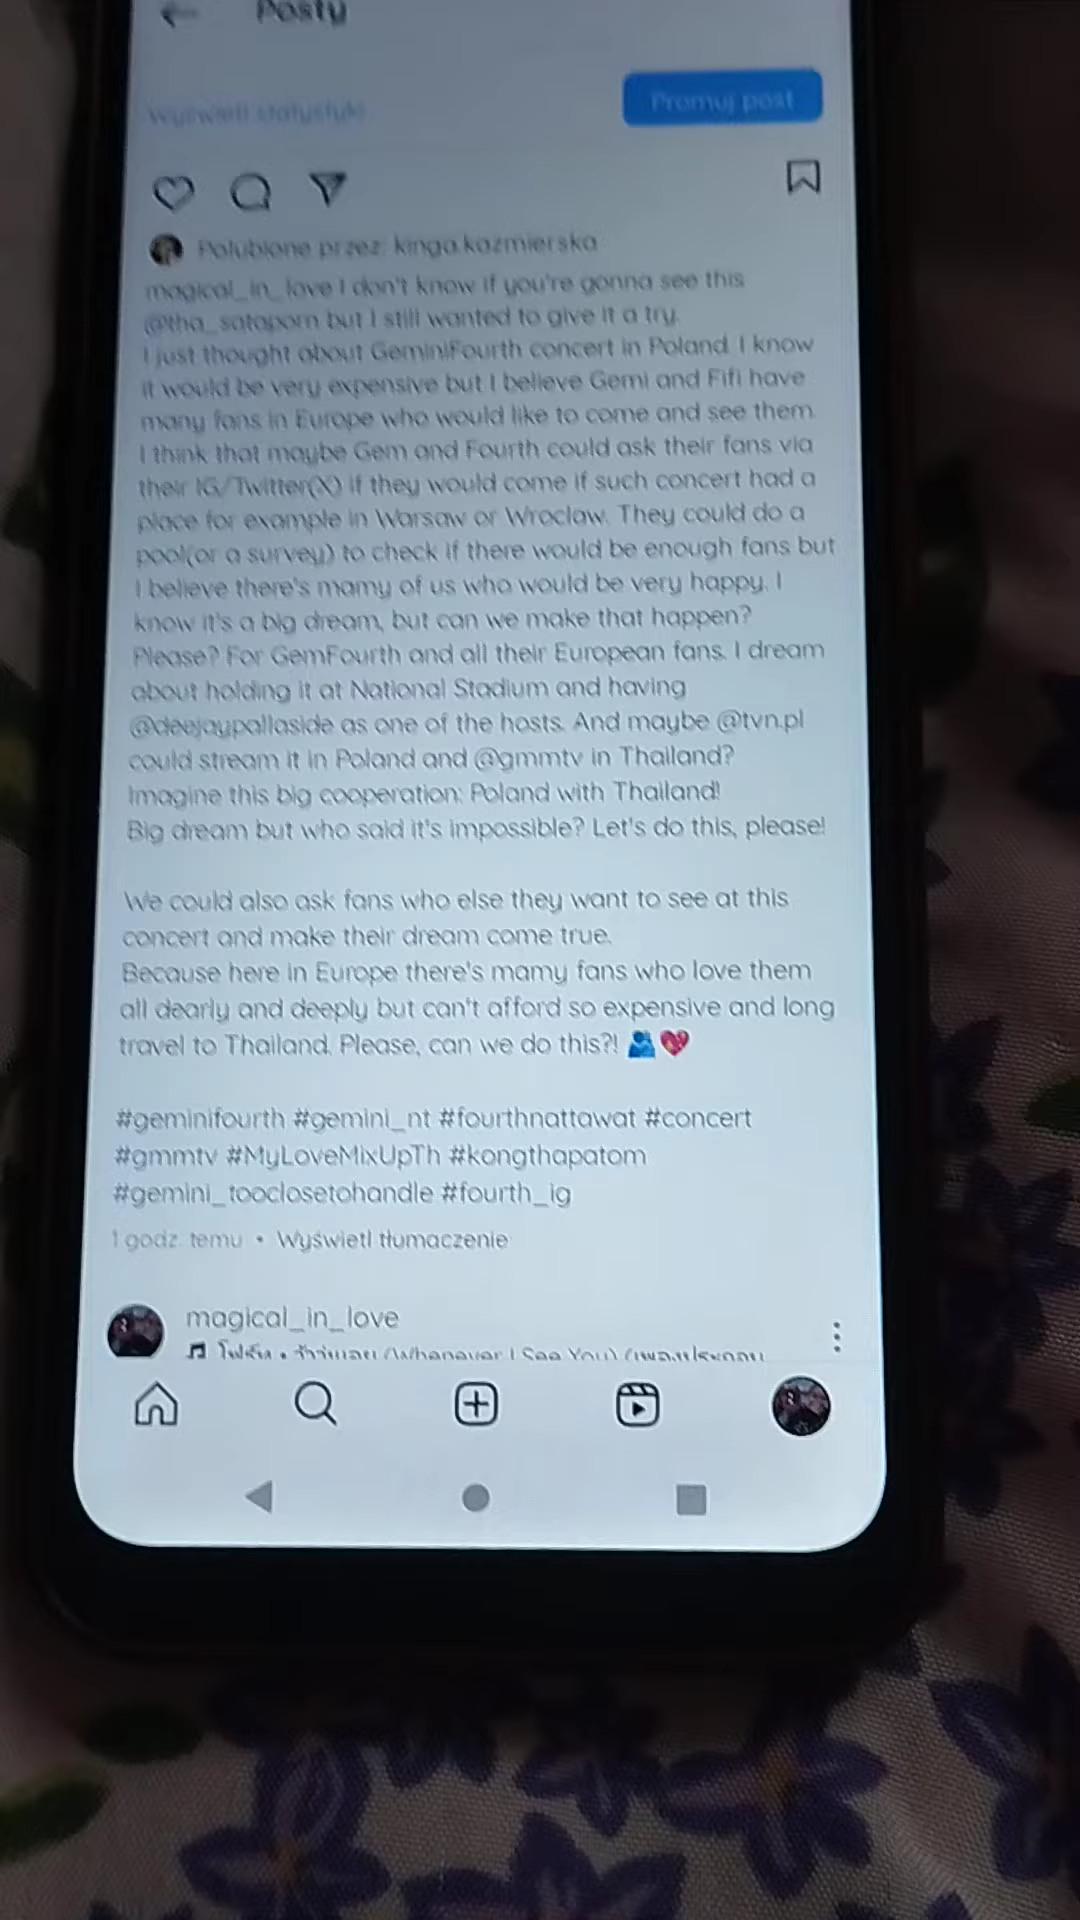 Posty
Wyświetl statystyki
Promuj post
Polubione przez: kinga.kazmierska
magical_in_love I don't know if you're gonna see this
@tha_sataporn but I still wanted to give it a try.
I just thought about GeminiFourth concert in Poland. I know
it would be very expensive but I believe Gemi and Fifi have
many fans in Europe who would like to come and see them.
I think that maybe Gem and Fourth could ask their fans via
their IG/Twitter(X) if they would come if such concert had a
place for example in Warsaw or Wroclaw. They could do a
pool(or a survey) to check if there would be enough fans but
I believe there's mamy of us who would be very happy. I
know it's a big dream, but can we make that happen?
Please? For GemFourth and all their European fans. I dream
about holding it at National Stadium and having
@deejaypallaside as one of the hosts. And maybe @tvn.pl
could stream it in Poland and @gmmtv in Thailand?
Imagine this big cooperation: Poland with Thailand!
Big dream but who said it's impossible? Let's do this, please!
We could also ask fans who else they want to see at this
concert and make their dream come true.
Because here in Europe there's mamy fans who love them
all dearly and deeply but can't afford so expensive and long
travel to Thailand. Please, can we do this?! 🫂💖
#geminifourth #gemini_nt #fourthnattawat #concert
#gmmtv #MyLoveMixUpTh #kongthapatom
#gemini_tooclosetohandle #fourth_ig
1 godz. temu • Wyświetl tłumaczenie
magical_in_love
(Whenever I See You)